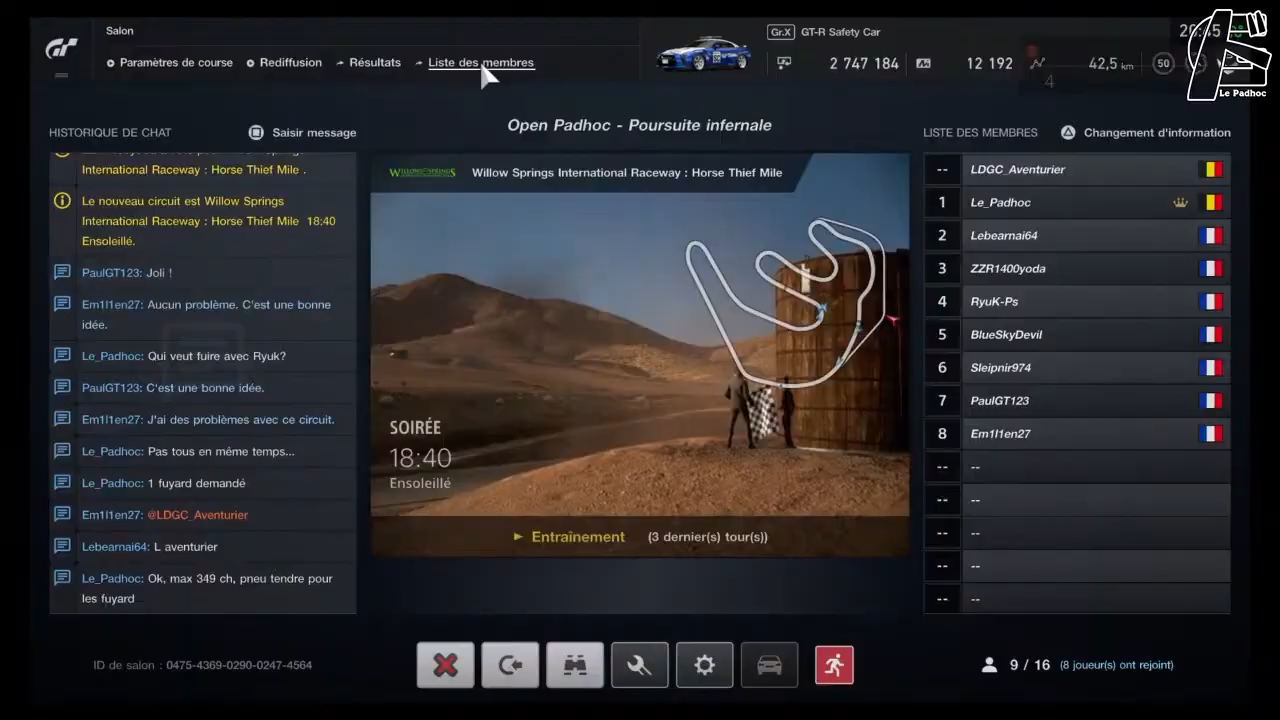 Salon
Paramètres de course
Rediffusion
Résultats
Liste des membres
Gr.X GT-R Safety Car
2 747 184
12 192
4
42,5 km
50
Le Padhoc
HISTORIQUE DE CHAT
Saisir message
Open Padhoc - Poursuite infernale
LISTE DES MEMBRES
Changement d'information
International Raceway : Horse Thief Mile .
Le nouveau circuit est Willow Springs
International Raceway : Horse Thief Mile 18:40
Ensoleillé.
PaulGT123: Joli !
Em1l1en27: Aucun problème. C'est une bonne
idée.
Le_Padhoc: Qui veut fuire avec Ryuk?
PaulGT123: C'est une bonne idée.
Em1l1en27: J'ai des problèmes avec ce circuit.
Le_Padhoc: Pas tous en même temps...
Le_Padhoc: 1 fuyard demandé
Em1l1en27: @LDGC_Aventurier
Lebearnai64: L aventurier
Le_Padhoc: Ok, max 349 ch, pneu tendre pour
les fuyard
WILLOW SPRINGS
Willow Springs International Raceway : Horse Thief Mile
SOIRÉE
18:40
Ensoleillé
Entraînement (3 dernier(s) tour(s))
-- LDGC_Aventurier
1 Le_Padhoc
2 Lebearnai64
3 ZZR1400yoda
4 RyuK-Ps
5 BlueSkyDevil
6 Sleipnir974
7 PaulGT123
8 Em1l1en27
-- --
-- --
-- --
-- --
-- --
ID de salon : 0475-4369-0290-0247-4564
9 / 16 (8 joueur(s) ont rejoint)